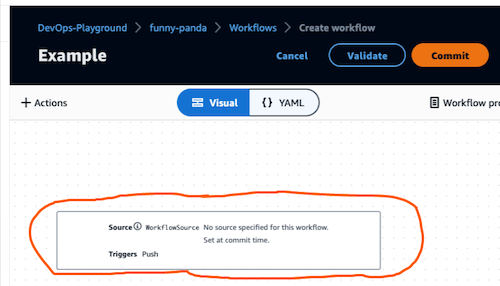 DevOps-Playground > funny-panda > Workflows > Create workflow
Example
Cancel
Validate
Commit
+ Actions
Visual
{} YAML
Workflow pro
Source WorkflowSource No source specified for this workflow.
Set at commit time.
Triggers Push